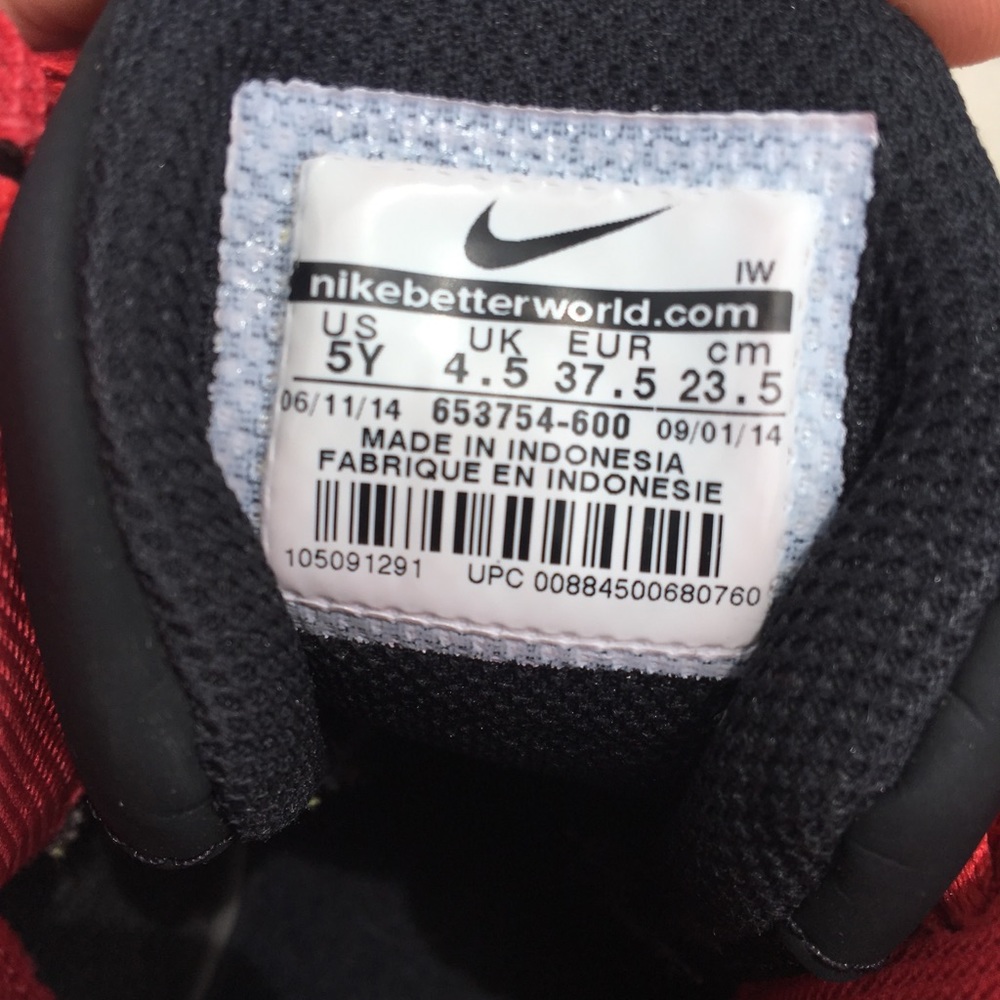 IW
nikebetterworld.com
US UK EUR cm
5Y 4.5 37.5 23.5
06/11/14 653754-600 09/01/14
MADE IN INDONESIA
FABRIQUE EN INDONESIE
105091291 UPC 00884500680760